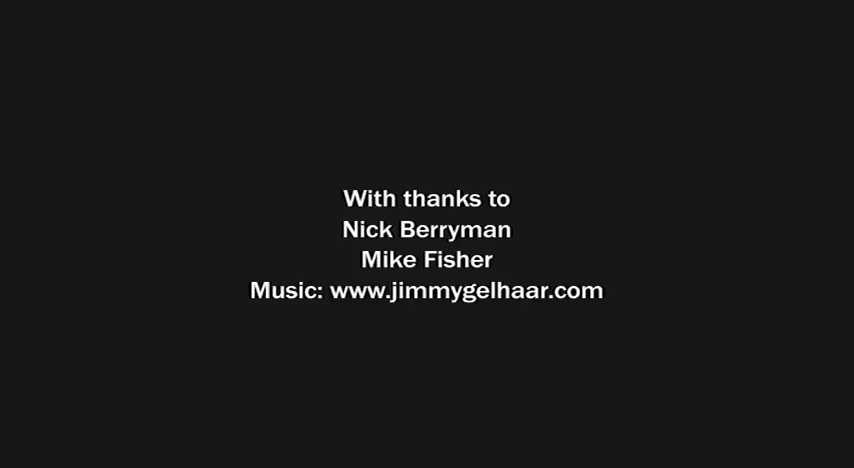 With thanks to
Nick Berryman
Mike Fisher
Music: www.jimmygelhaar.com